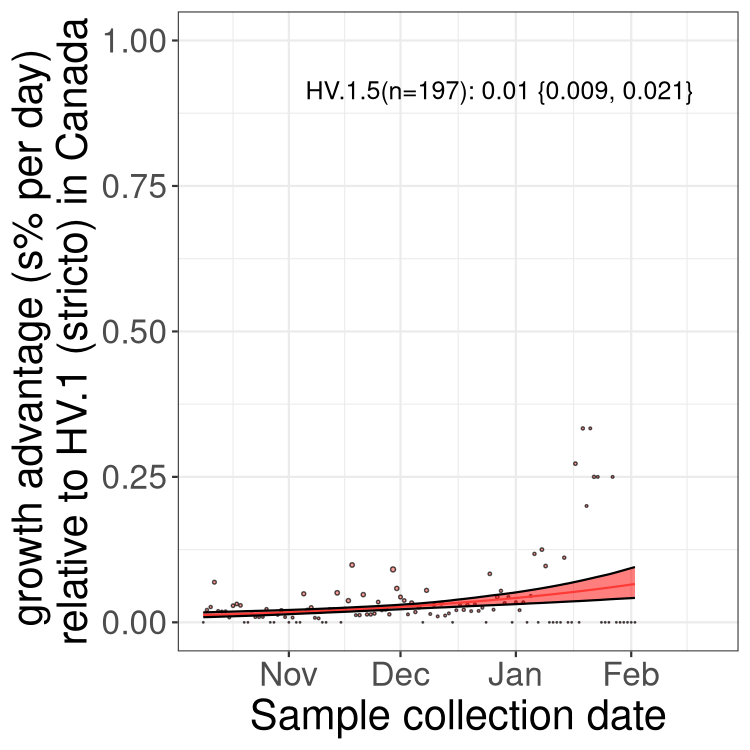 growth advantage (s% per day)
relative to HV.1 (stricto) in Canada
1.00
0.75
0.50
0.25
0.00
HV.1.5(n=197): 0.01 {0.009, 0.021}
Nov Dec Jan Feb
Sample collection date